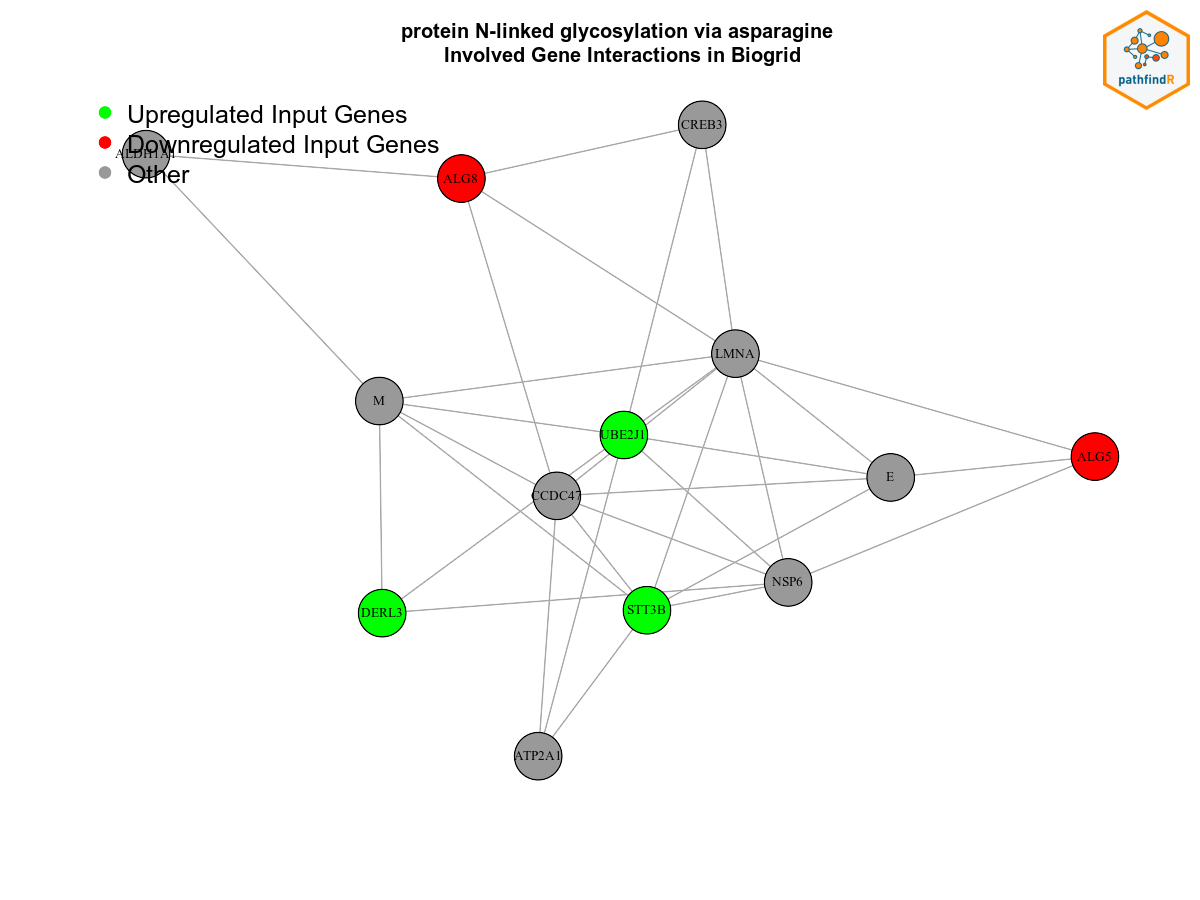 protein N-linked glycosylation via asparagine
Involved Gene Interactions in Biogrid
pathfindR
Upregulated Input Genes
Downregulated Input Genes
Other
ALDH1A1
CREB3
ALG8
LMNA
M
UBE2J1
ALG5
E
CCDC47
NSP6
DERL3
STT3B
ATP2A1